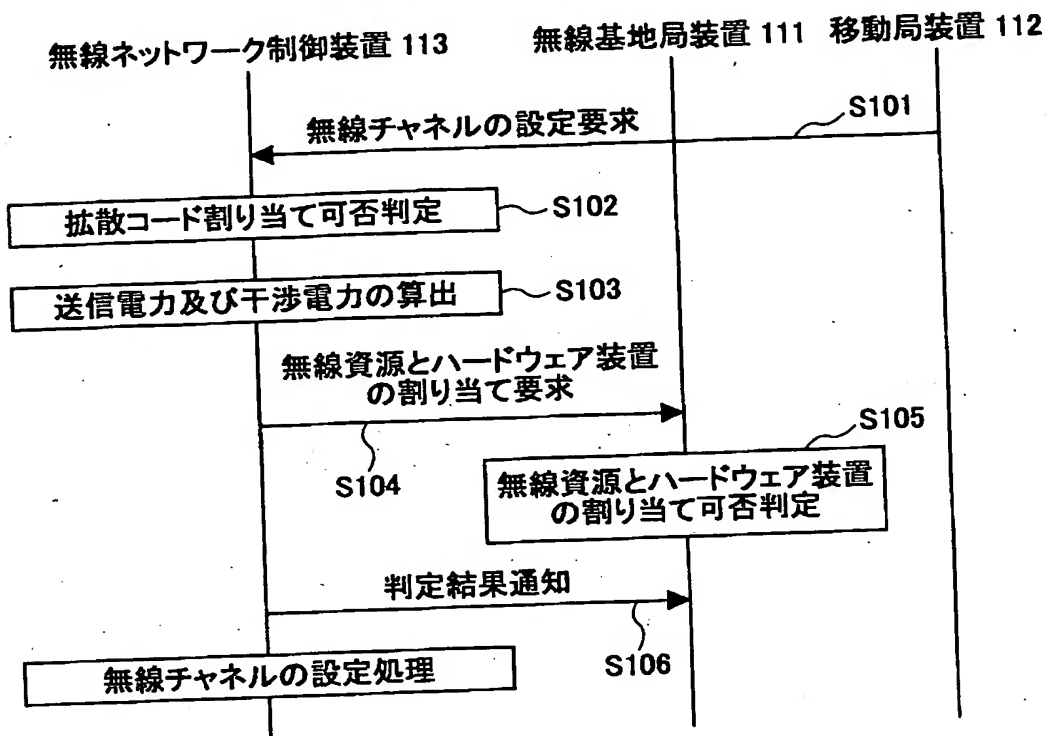 無線ネットワーク制御装置 113
無線基地局装置 111
移動局装置 112
S101
無線チャネルの設定要求
拡散コード割り当て可否判定
S102
送信電力及び干渉電力の算出
S103
無線資源とハードウェア装置
の割り当て要求
S104
S105
無線資源とハードウェア装置
の割り当て可否判定
判定結果通知
S106
無線チャネルの設定処理